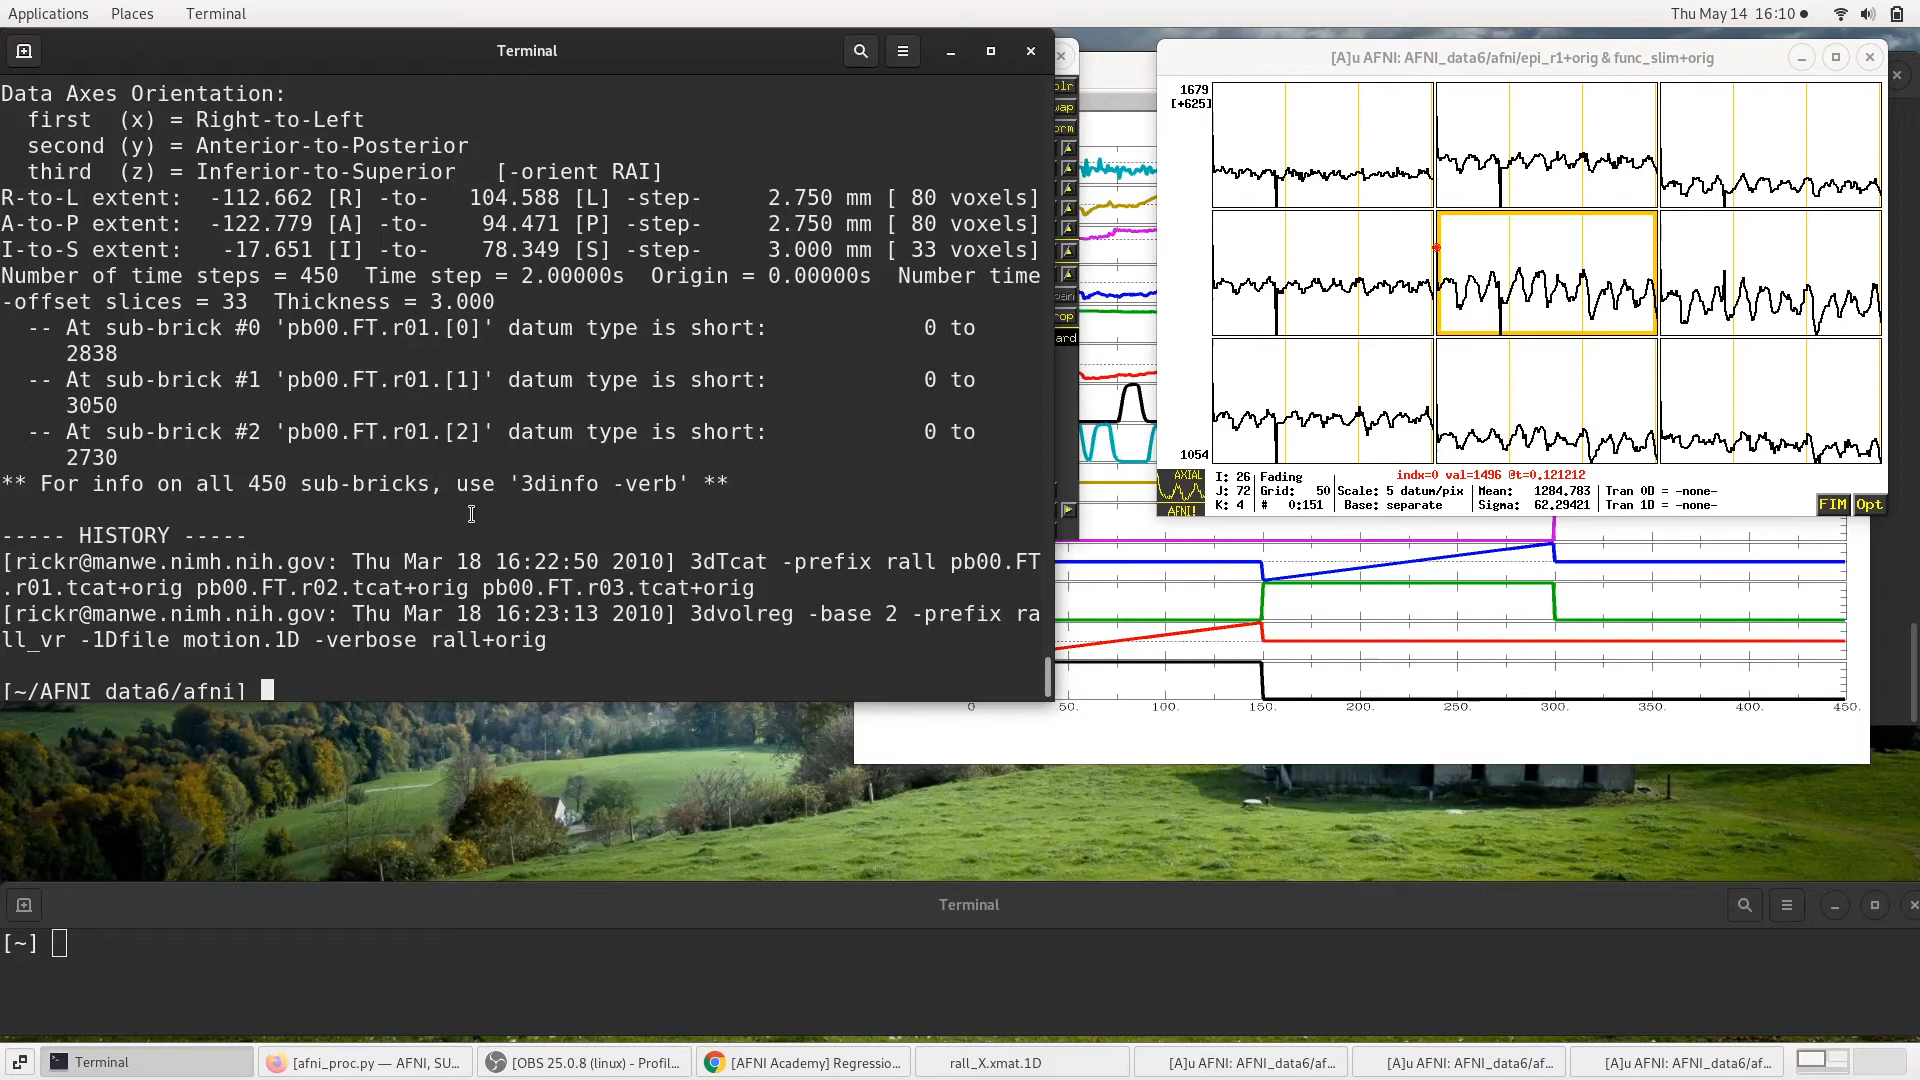 Applications Places Terminal Thu May 14 16:10
Terminal
Data Axes Orientation:
first (x) = Right-to-Left
second (y) = Anterior-to-Posterior
third (z) = Inferior-to-Superior [-orient RAI]
R-to-L extent: -112.662 [R] -to- 104.588 [L] -step- 2.750 mm [ 80 voxels]
A-to-P extent: -122.779 [A] -to- 94.471 [P] -step- 2.750 mm [ 80 voxels]
I-to-S extent: -17.651 [I] -to- 78.349 [S] -step- 3.000 mm [ 33 voxels]
Number of time steps = 450 Time step = 2.00000s Origin = 0.00000s Number time
-offset slices = 33 Thickness = 3.000
-- At sub-brick #0 'pb00.FT.r01.[0]' datum type is short: 0 to
2838
-- At sub-brick #1 'pb00.FT.r01.[1]' datum type is short: 0 to
3050
-- At sub-brick #2 'pb00.FT.r01.[2]' datum type is short: 0 to
2730
** For info on all 450 sub-bricks, use '3dinfo -verb' **
----- HISTORY -----
[rickr@manwe.nimh.nih.gov: Thu Mar 18 16:22:50 2010] 3dTcat -prefix rall pb00.FT
.r01.tcat+orig pb00.FT.r02.tcat+orig pb00.FT.r03.tcat+orig
[rickr@manwe.nimh.nih.gov: Thu Mar 18 16:23:13 2010] 3dvolreg -base 2 -prefix ra
ll_vr -1Dfile motion.1D -verbose rall+orig
[~/AFNI_data6/afni]
[A]u AFNI: AFNI_data6/afni/epi_r1+orig & func_slim+orig
1679
[+625]
1054
AXIAL
AFNI!
I: 26
J: 72
K: 4
Fading
Grid: 50
# 0:151
indx=0 val=1496 @t=0.121212
Scale: 5 datum/pix
Base: separate
Mean: 1284.783
Sigma: 62.29421
Tran 0D = -none-
Tran 1D = -none-
FIM Opt
0 50. 100. 150. 200. 250. 300. 350. 400. 450.
Terminal
[~]
Terminal
[afni_proc.py — AFNI, SU...
[OBS 25.0.8 (linux) - Profil...
[AFNI Academy] Regressio...
rall_X.xmat.1D
[A]u AFNI: AFNI_data6/af...
[A]u AFNI: AFNI_data6/af...
[A]u AFNI: AFNI_data6/af...